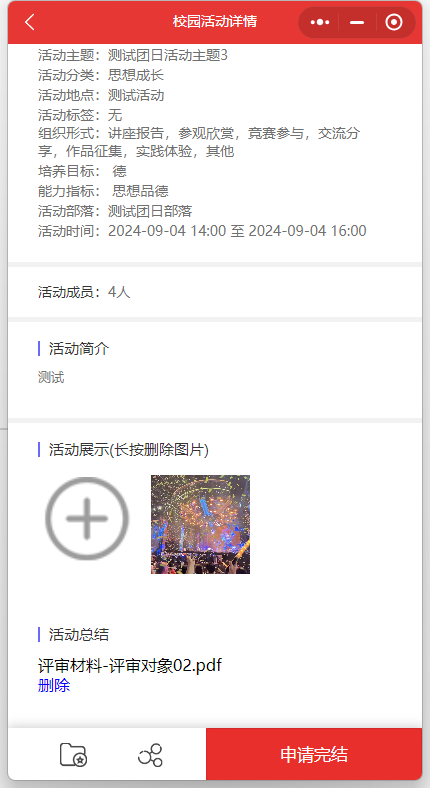 校园活动详情
活动主题：测试团日活动主题3
活动分类：思想成长
活动地点：测试活动
活动标签：无
组织形式：讲座报告，参观欣赏，竞赛参与，交流分
享，作品征集，实践体验，其他
培养目标： 德
能力指标： 思想品德
活动部落：测试团日部落
活动时间：2024-09-04 14:00 至 2024-09-04 16:00
活动成员：4人
活动简介
测试
活动展示(长按删除图片)
活动总结
评审材料-评审对象02.pdf
删除
申请完结